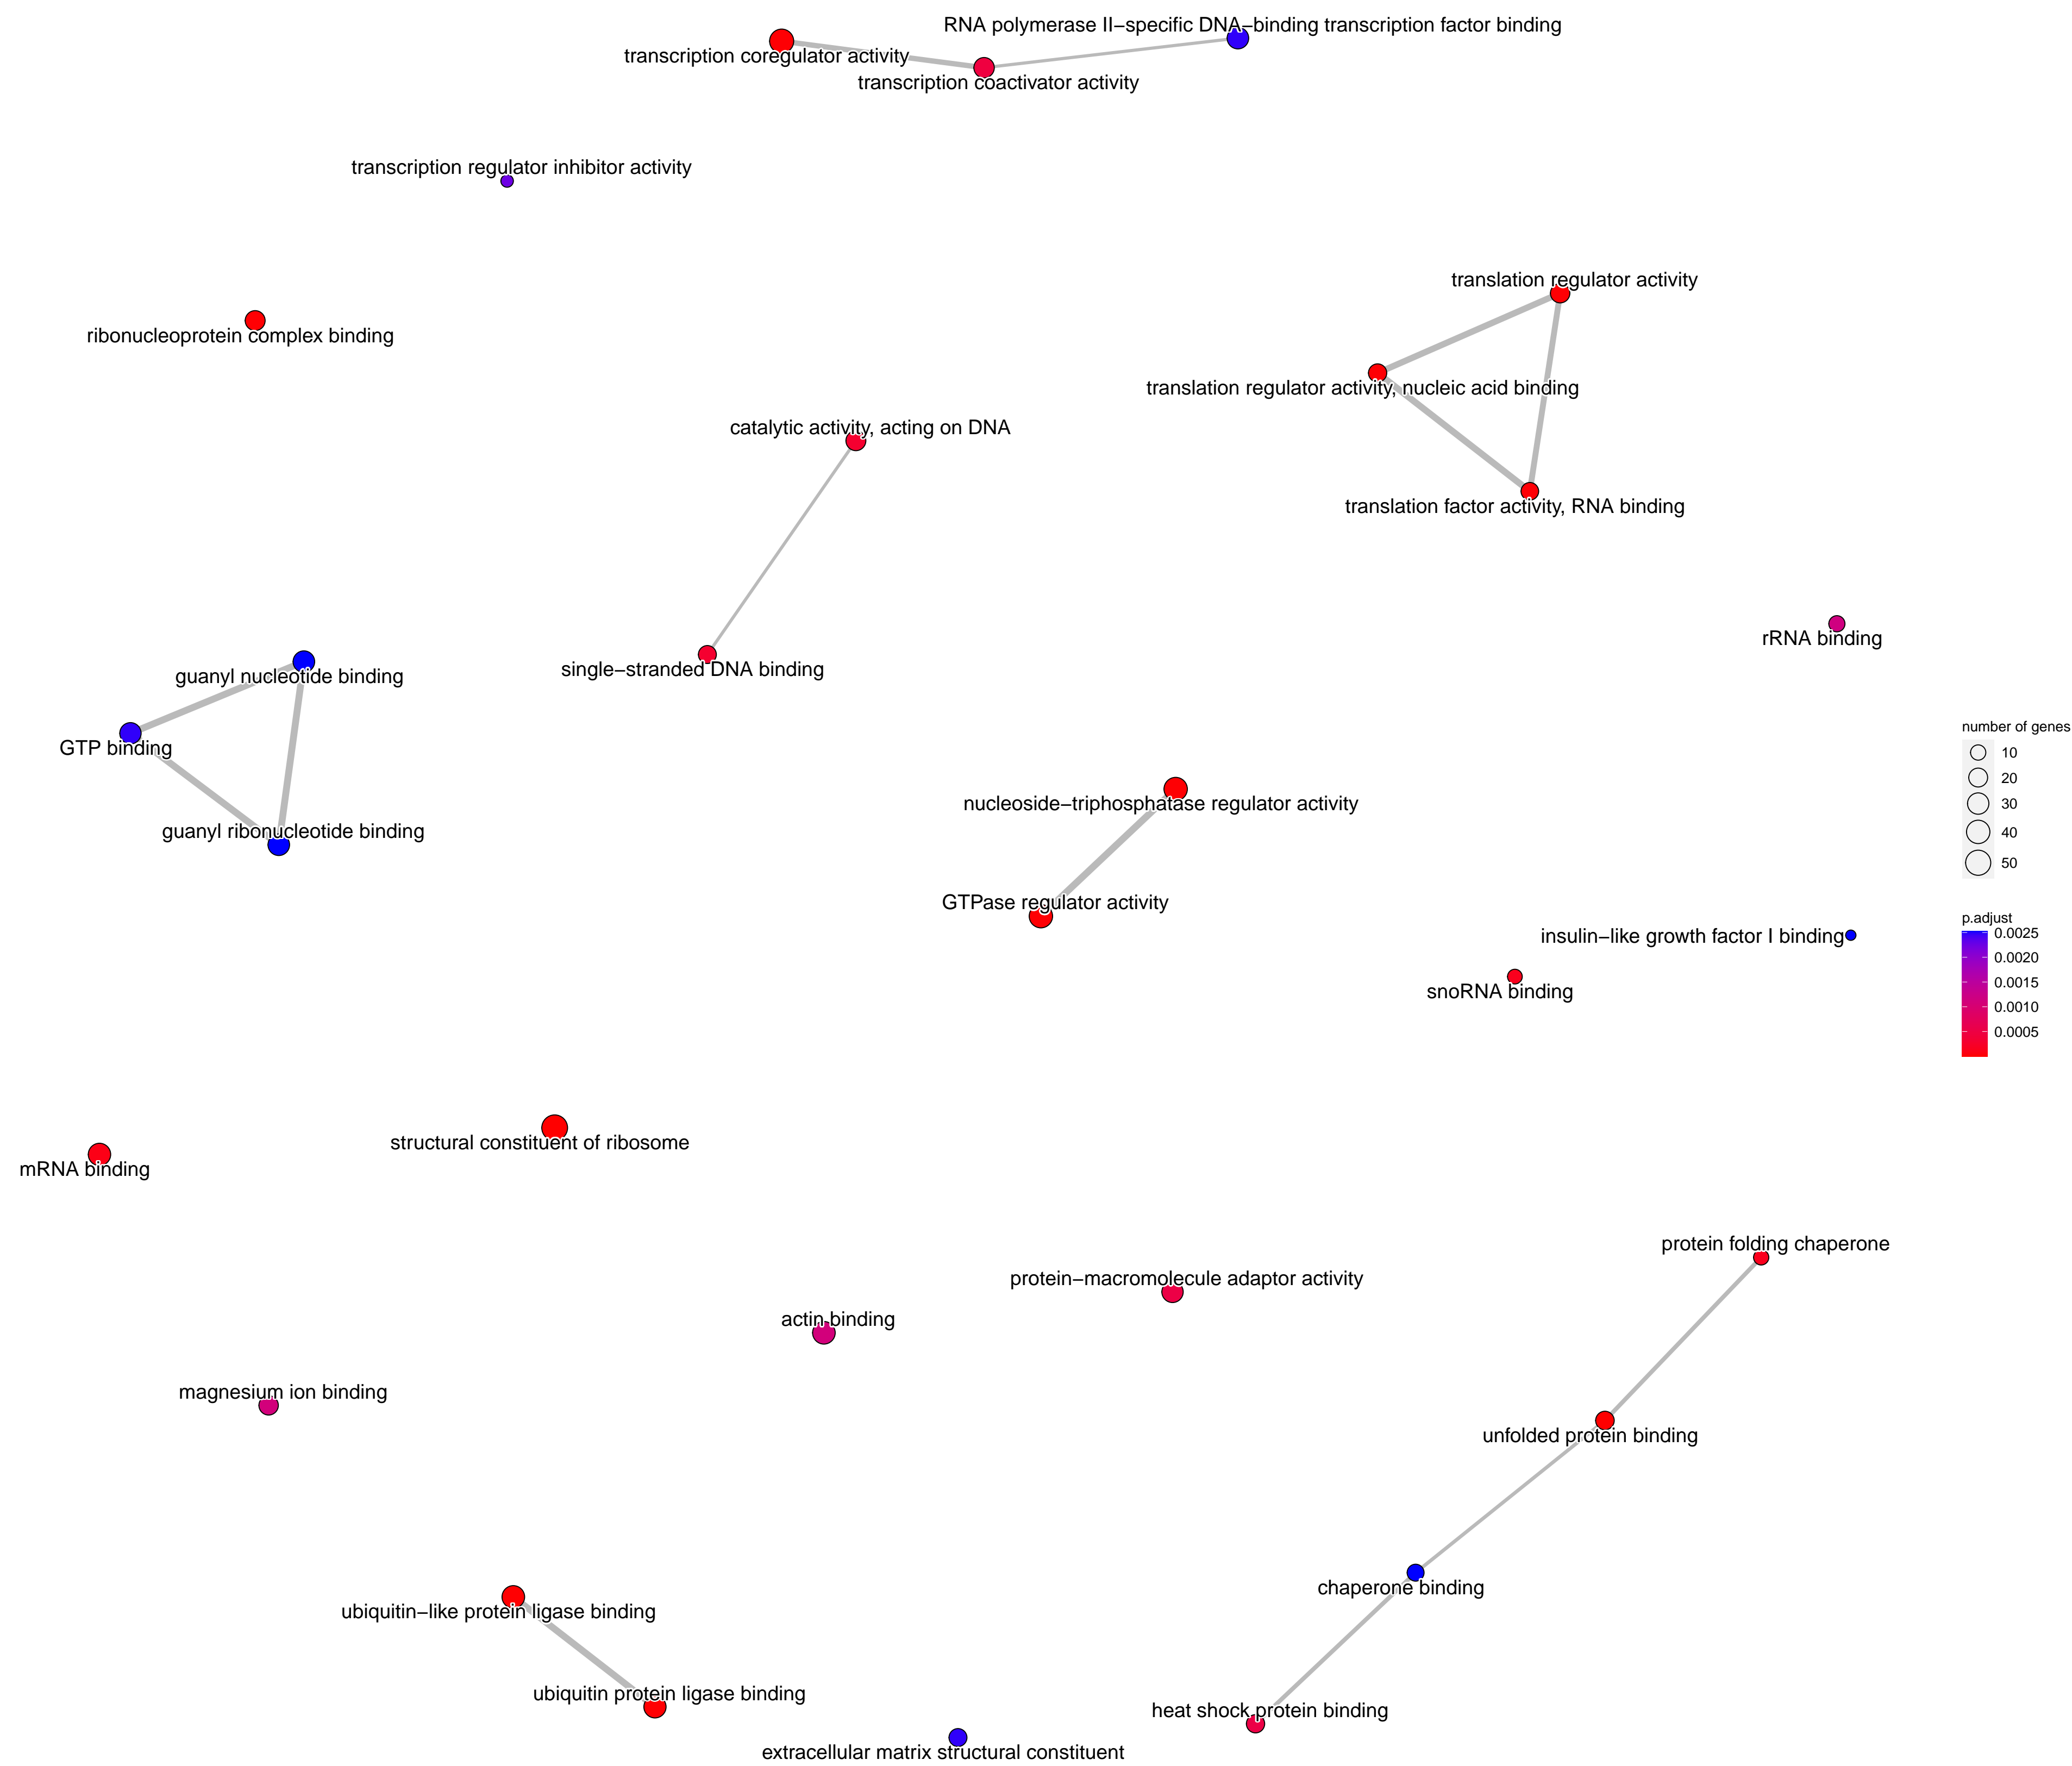 RNA polymerase II−specific DNA−binding transcription factor binding
transcription coregulator activity
transcription coactivator activity
transcription regulator inhibitor activity
translation regulator activity
ribonucleoprotein complex binding
translation regulator activity, nucleic acid binding
catalytic activity, acting on DNA
translation factor activity, RNA binding
rRNA binding
single−stranded DNA binding
guanyl nucleotide binding
GTP binding
guanyl ribonucleotide binding
nucleoside−triphosphatase regulator activity
GTPase regulator activity
number of genes
10
20
30
40
50
p.adjust
0.0025
0.0020
0.0015
0.0010
0.0005
insulin−like growth factor I binding
snoRNA binding
structural constituent of ribosome
mRNA binding
protein folding chaperone
protein−macromolecule adaptor activity
actin binding
magnesium ion binding
unfolded protein binding
chaperone binding
ubiquitin−like protein ligase binding
ubiquitin protein ligase binding
heat shock protein binding
extracellular matrix structural constituent